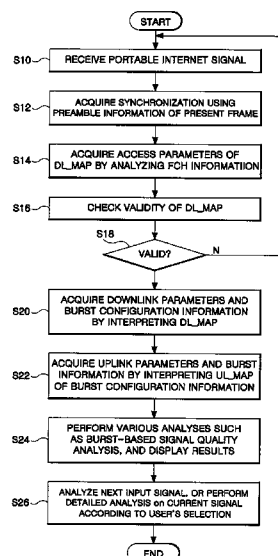 START
S10
RECEIVE PORTABLE INTERNET SIGNAL
S12
ACQUIRE SYNCHRONIZATION USING
PREAMBLE INFORMATION OF PRESENT FRAME
S14
ACQUIRE ACCESS PARAMETERS OF
DL_MAP BY ANALYZING FCH INFORMATION
S16
CHECK VALIDITY OF DL_MAP
S18
VALID?
N
S20
ACQUIRE DOWNLINK PARAMETERS AND
BURST CONFIGURATION INFORMATION
BY INTERPRETING DL_MAP
S22
ACQUIRE UPLINK PARAMETERS AND BURST
INFORMATION BY INTERPRETING UL_MAP
OF BURST CONFIGURATION INFORMATION
S24
PERFORM VARIOUS ANALYSES SUCH
AS BURST-BASED SIGNAL QUALITY
ANALYSIS, AND DISPLAY RESULTS
S26
ANALYZE NEXT INPUT SIGNAL, OR PERFORM
DETAILED ANALYSIS on CURRENT SIGNAL
ACCORDING TO USER'S SELECTION
END